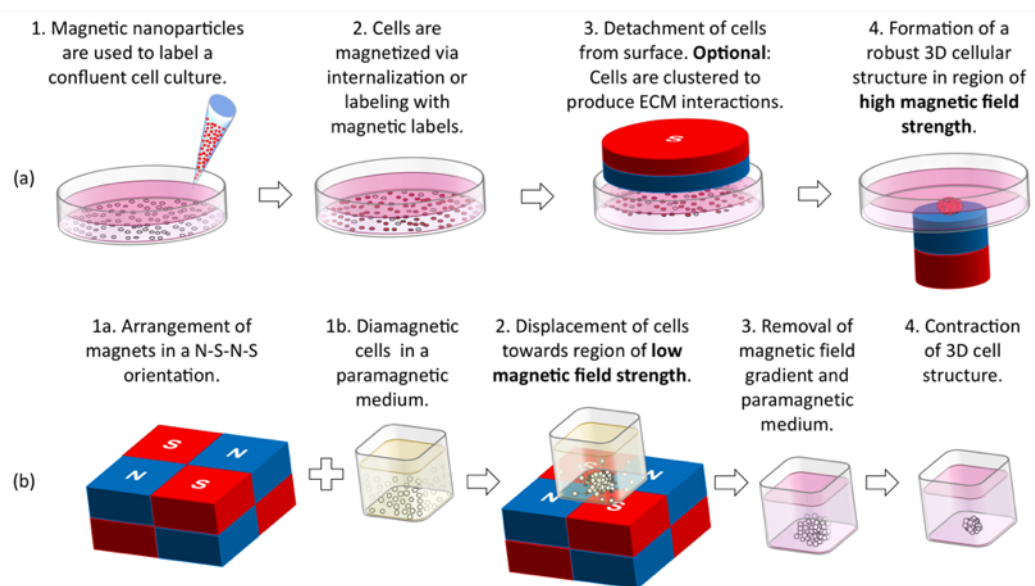 1. Magnetic nanoparticles
are used to label a
confluent cell culture.
2. Cells are
magnetized via
internalization or
labeling with
magnetic labels.
3. Detachment of cells
from surface. Optional:
Cells are clustered to
produce ECM interactions.
4. Formation of a
robust 3D cellular
structure in region of
high magnetic field
strength.
(a)
S
1a. Arrangement of
magnets in a N-S-N-S
orientation.
1b. Diamagnetic
cells in a
paramagnetic
medium.
2. Displacement of cells
towards region of low
magnetic field strength.
3. Removal of
magnetic field
gradient and
paramagnetic
medium.
4. Contraction
of 3D cell
structure.
(b)
S
N
N
S
S
N
N
S